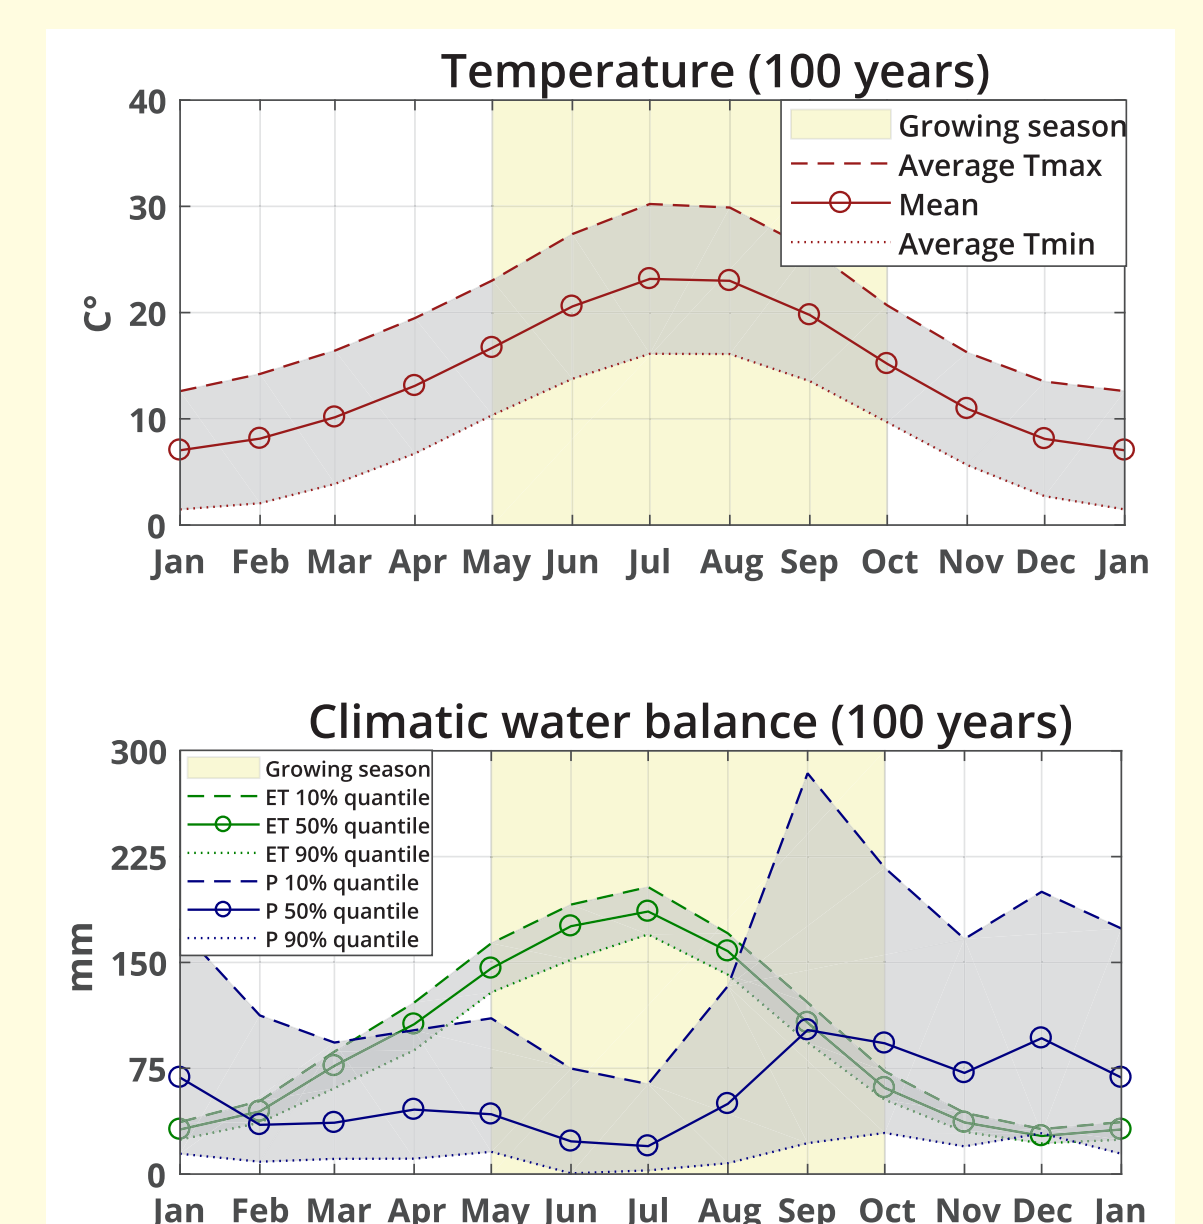 Temperature (100 years)
40
30
20
10
0
C°
Growing season
Average Tmax
Mean
Average Tmin
Jan Feb Mar Apr May Jun Jul Aug Sep Oct Nov Dec Jan
Climatic water balance (100 years)
300
225
150
75
0
mm
Growing season
ET 10% quantile
ET 50% quantile
ET 90% quantile
P 10% quantile
P 50% quantile
P 90% quantile
Jan Feb Mar Apr May Jun Jul Aug Sep Oct Nov Dec Jan